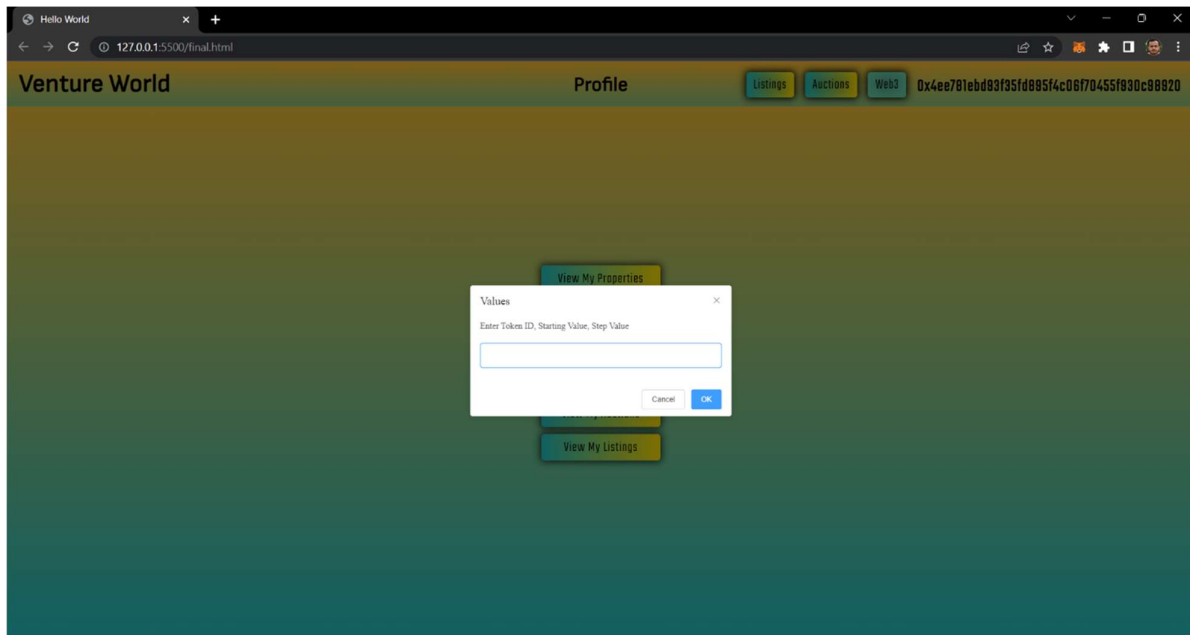 Hello World
127.0.0.1:5500/final.html
Venture World
Profile
Listings
Auctions
Web3
View My Properties
Values
Enter Token ID, Starting Value, Step Value
Cancel
OK
View My Listings